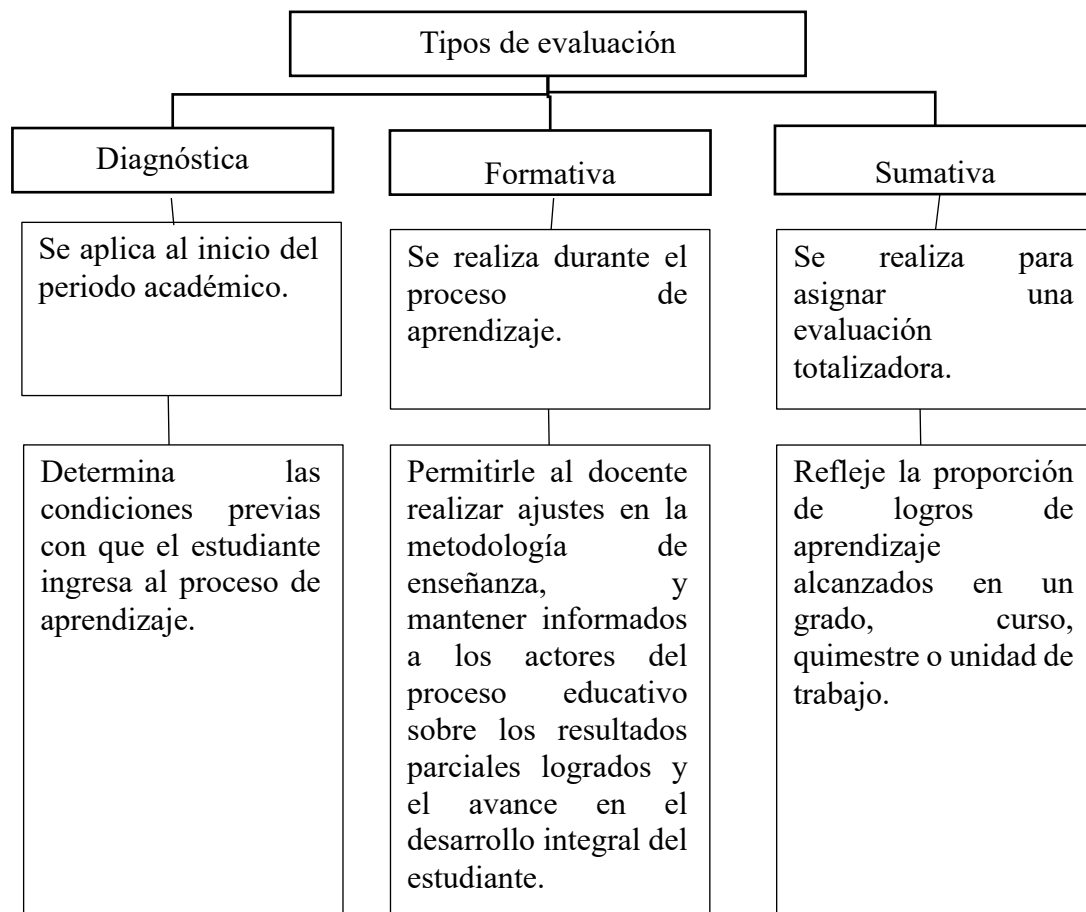 Tipos de evaluación
Diagnóstica
Formativa
Sumativa
Se aplica al inicio del
periodo académico.
Se realiza durante el
proceso de
aprendizaje.
Se realiza para
asignar una
evaluación
totalizadora.
Determina las
condiciones previas
con que el estudiante
ingresa al proceso de
aprendizaje.
Permitirle al docente
realizar ajustes en la
metodología de
enseñanza, y
mantener informados
a los actores del
proceso educativo
sobre los resultados
parciales logrados y
el avance en el
desarrollo integral del
estudiante.
Refleje la proporción
de logros de
aprendizaje
alcanzados en un
grado, curso,
quimestre o unidad de
trabajo.